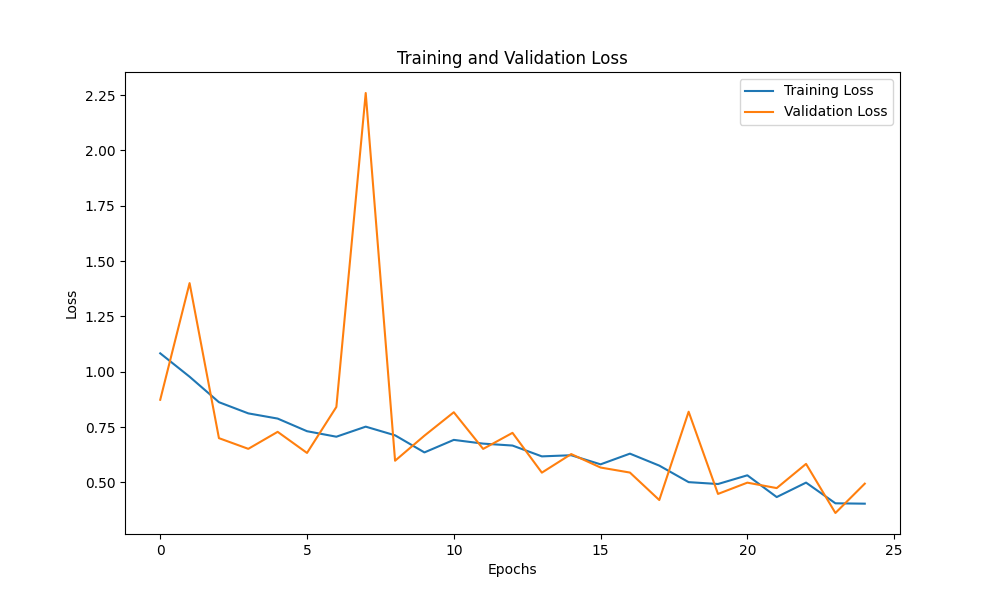 Training and Validation Loss
Training Loss
Validation Loss
2.25
2.00
1.75
1.50
1.25
1.00
0.75
0.50
Loss
0 5 10 15 20 25
Epochs